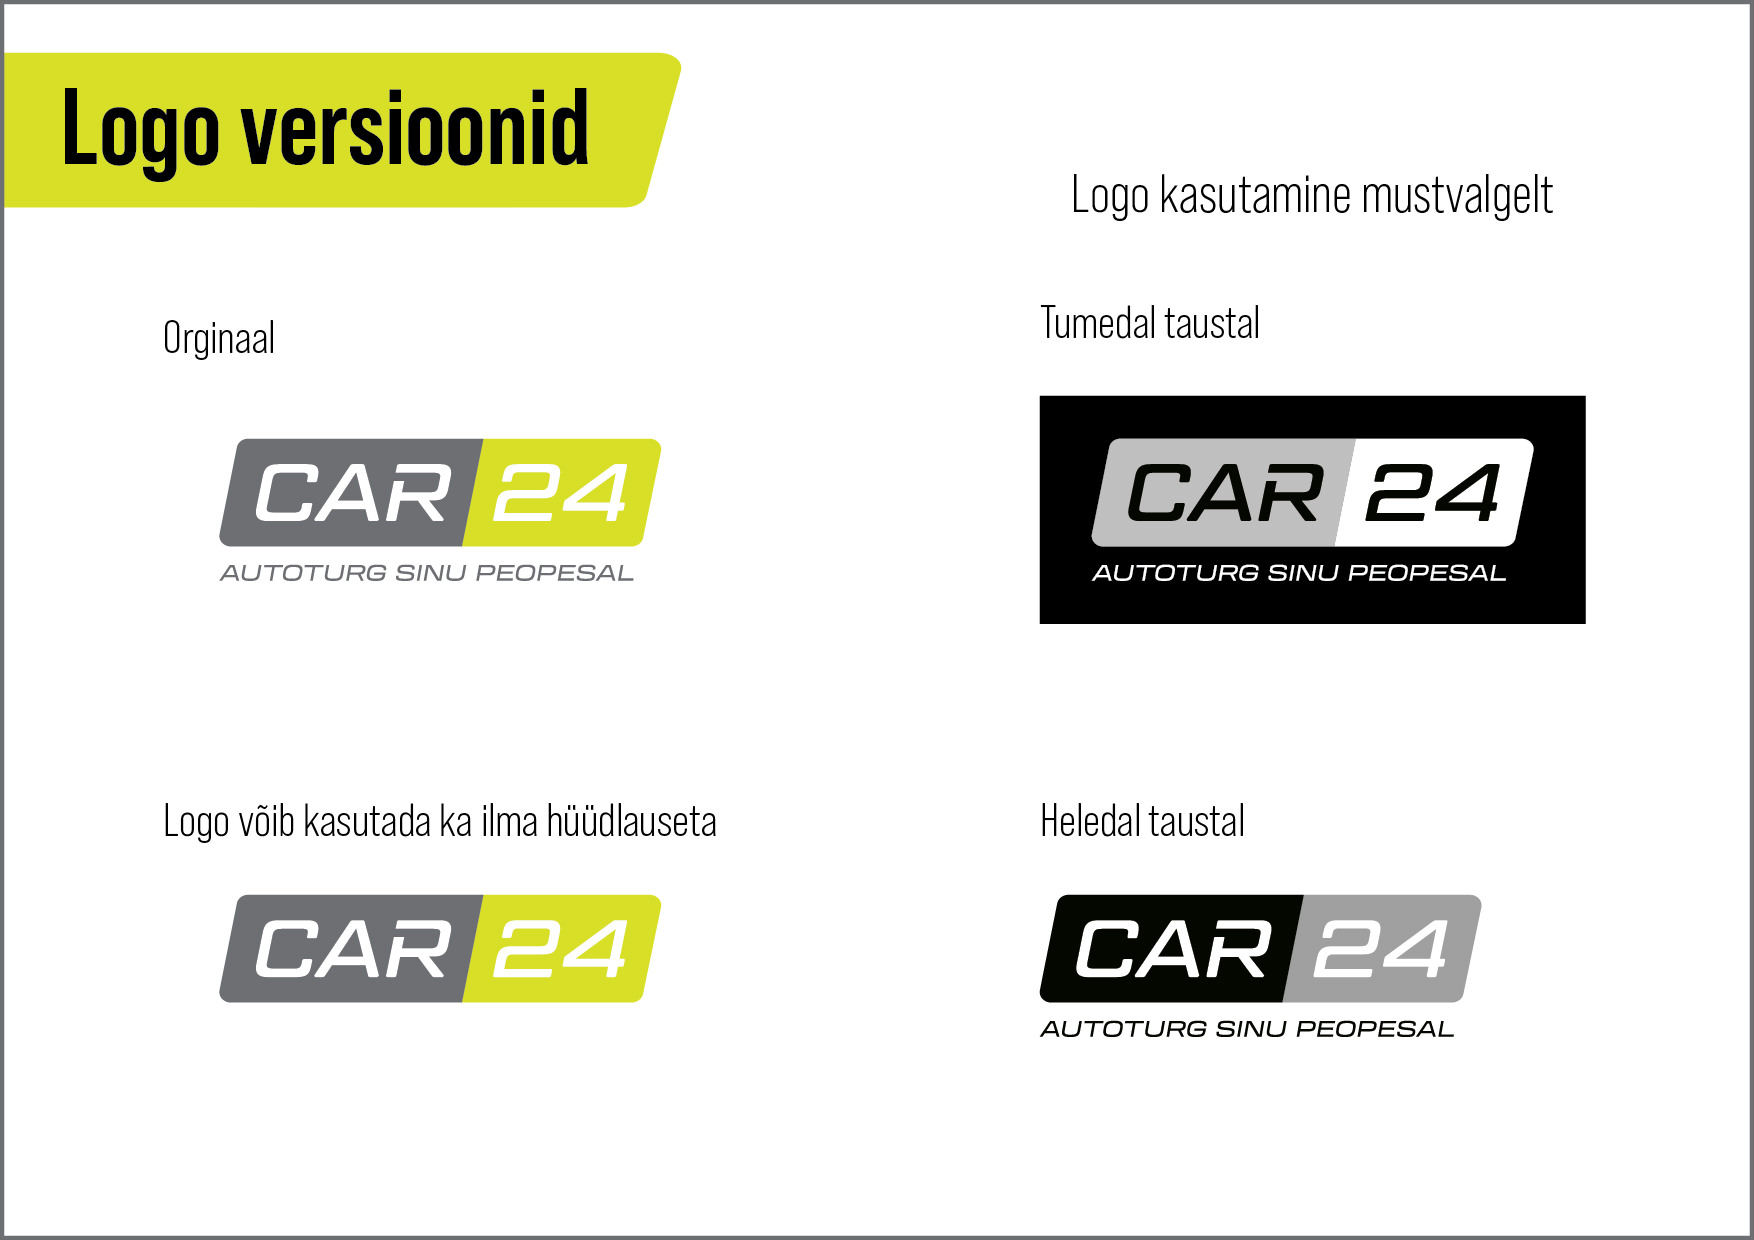 Logo versioonid
Orginaal
CAR 24
AUTOTURG SINU PEOPESAL
Logo võib kasutada ka ilma hüüdlauseta
CAR 24
Logo kasutamine mustvalgelt
Tumedal taustal
CAR 24
AUTOTURG SINU PEOPESAL
Heledal taustal
CAR 24
AUTOTURG SINU PEOPESAL